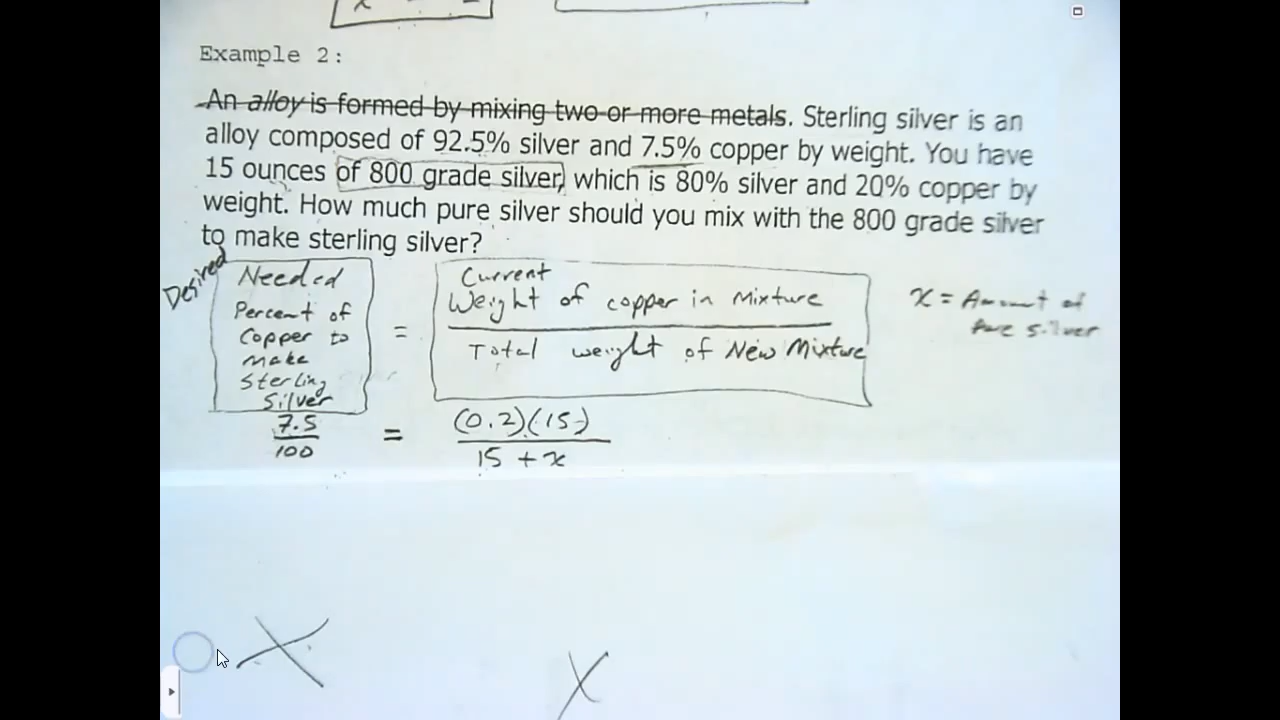 Example 2:
An alloy is formed by mixing two or more metals. Sterling silver is an
alloy composed of 92.5% silver and 7.5% copper by weight. You have
15 ounces of 800 grade silver, which is 80% silver and 20% copper by
weight. How much pure silver should you mix with the 800 grade silver
to make sterling silver?
Desired
Needed
Percent of
Copper to
make
Sterling
Silver
=
Current
Weight of copper in Mixture
Total weight of New Mixture
x = Amount of
Pure silver
7.5
100
=
(0.2)(15)
15 + x